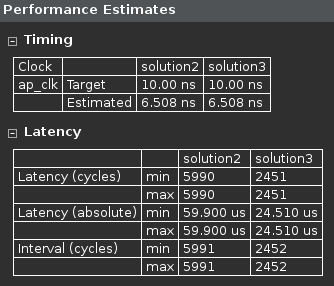 Performance Estimates
Timing
Clock solution2 solution3
ap_clk Target 10.00 ns 10.00 ns
Estimated 6.508 ns 6.508 ns
Latency
solution2 solution3
Latency (cycles) min 5990 2451
max 5990 2451
Latency (absolute) min 59.900 us 24.510 us
max 59.900 us 24.510 us
Interval (cycles) min 5991 2452
max 5991 2452